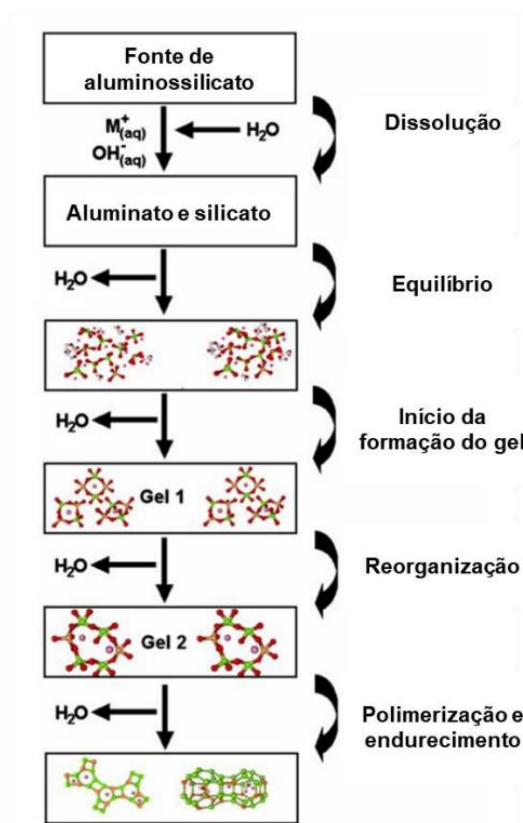 Fonte de
aluminossilicato
M⁺(aq)
H₂O
OH⁻(aq)
Dissolução
Aluminato e silicato
H₂O
Equilíbrio
H₂O
Início da
formação do gel
Gel 1
H₂O
Reorganização
Gel 2
H₂O
Polimerização e
endurecimento